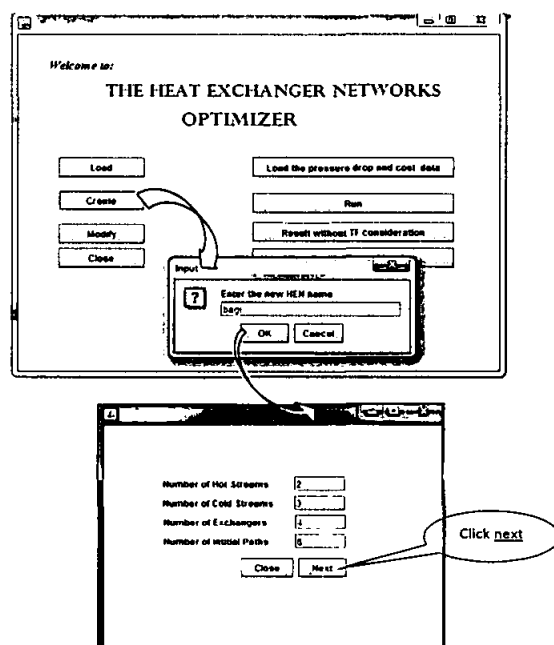 Welcome to:
THE HEAT EXCHANGER NETWORKS
OPTIMIZER
Load
Load the pressure drop and cost data
Create
Run
Modify
Result without TF consideration
Close
Input
?
Enter the new HEN name
bag
OK
Cancel
Number of Hot Streams 2
Number of Cold Streams 3
Number of Exchangers 4
Number of Initial Paths
Close
Next
Click next